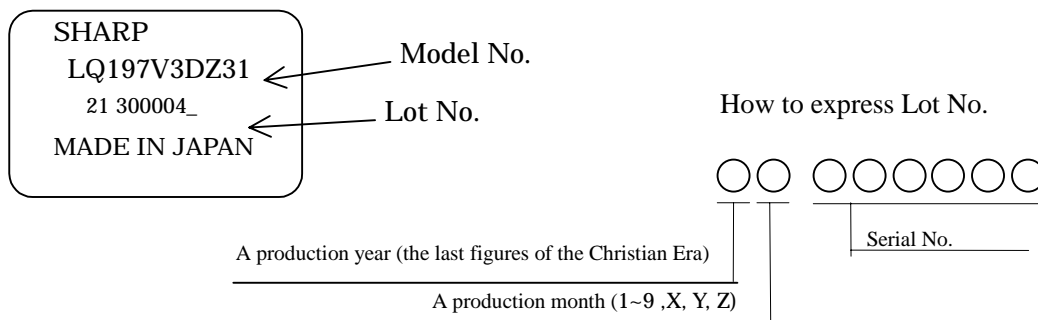 SHARP
LQ197V3DZ31
21 300004_
MADE IN JAPAN
Model No.
Lot No.
How to express Lot No.
Serial No.
A production year (the last figures of the Christian Era)
A production month (1~9 ,X, Y, Z)